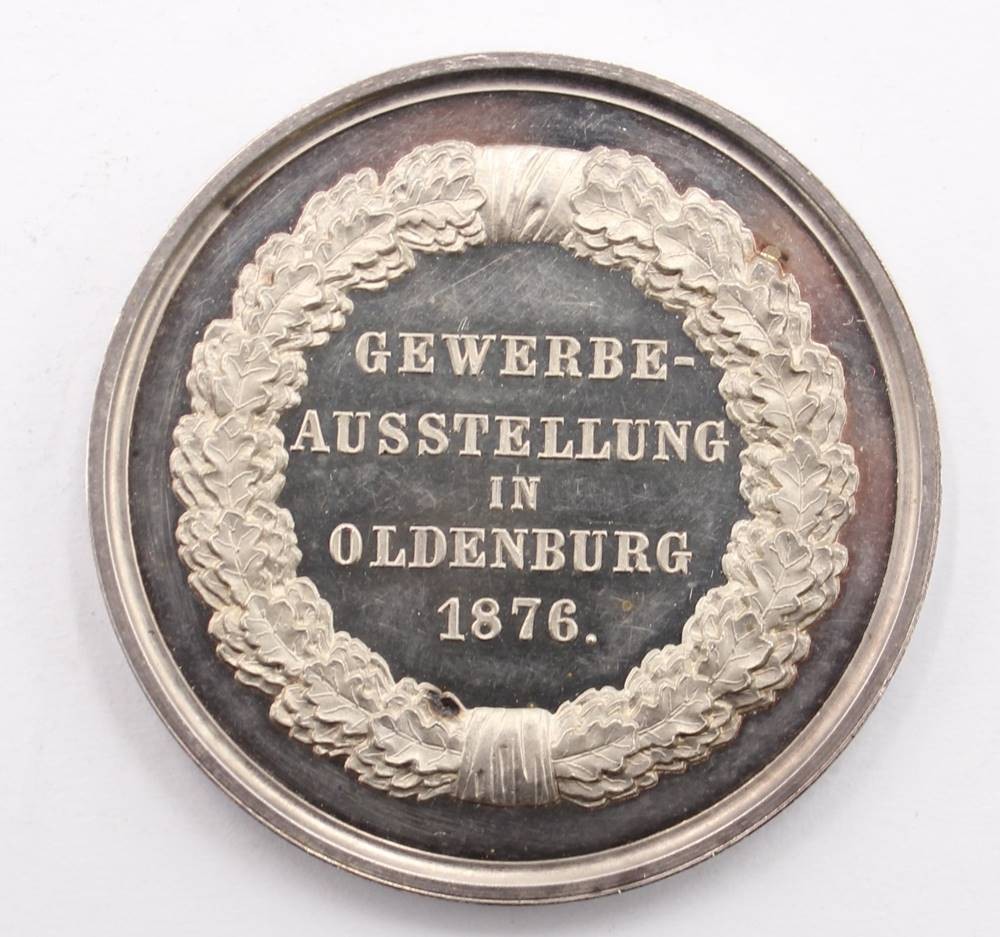 GEWERBE-
AUSSTELLUNG
IN
OLDENBURG
1876.